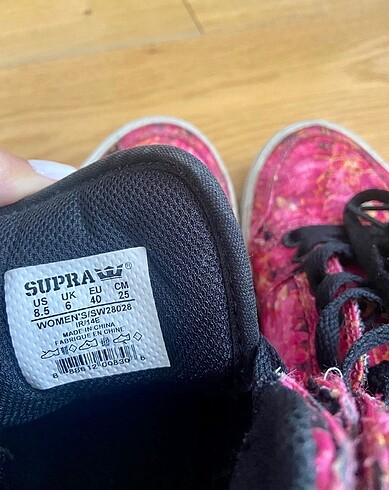 SUPRA®
US UK EU CM
8.5 6 40 25
WOMEN'S/SW28028
IR/14E
MADE IN CHINA
FABRIQUÉ EN CHINE